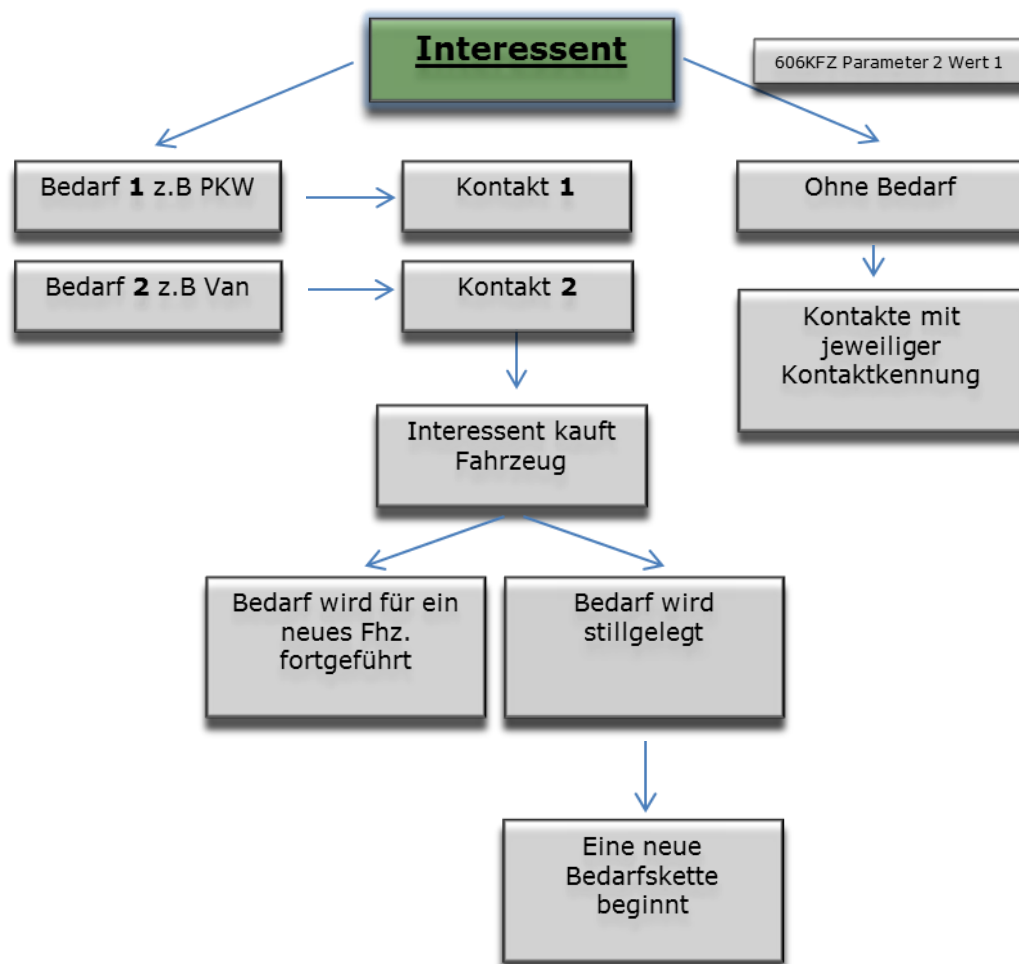 Interessent
606KFZ Parameter 2 Wert 1
Bedarf 1 z.B PKW
Kontakt 1
Ohne Bedarf
Bedarf 2 z.B Van
Kontakt 2
Kontakte mit
jeweiliger
Kontaktkennung
Interessent kauft
Fahrzeug
Bedarf wird für ein
neues Fhz.
fortgeführt
Bedarf wird
stillgelegt
Eine neue
Bedarfskette
beginnt